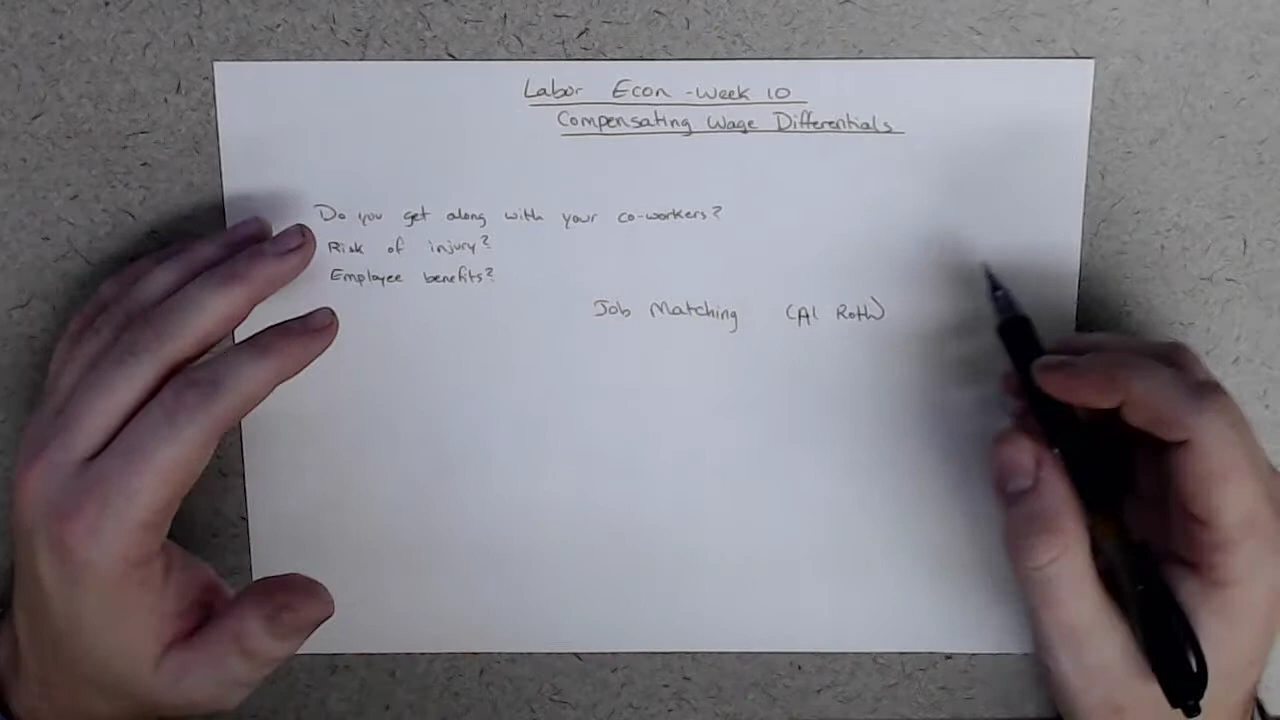 Labor Econ - Week 10
Compensating Wage Differentials
Do you get along with your co-workers?
Risk of injury?
Employee benefits?
Job Matching (Al Roth)